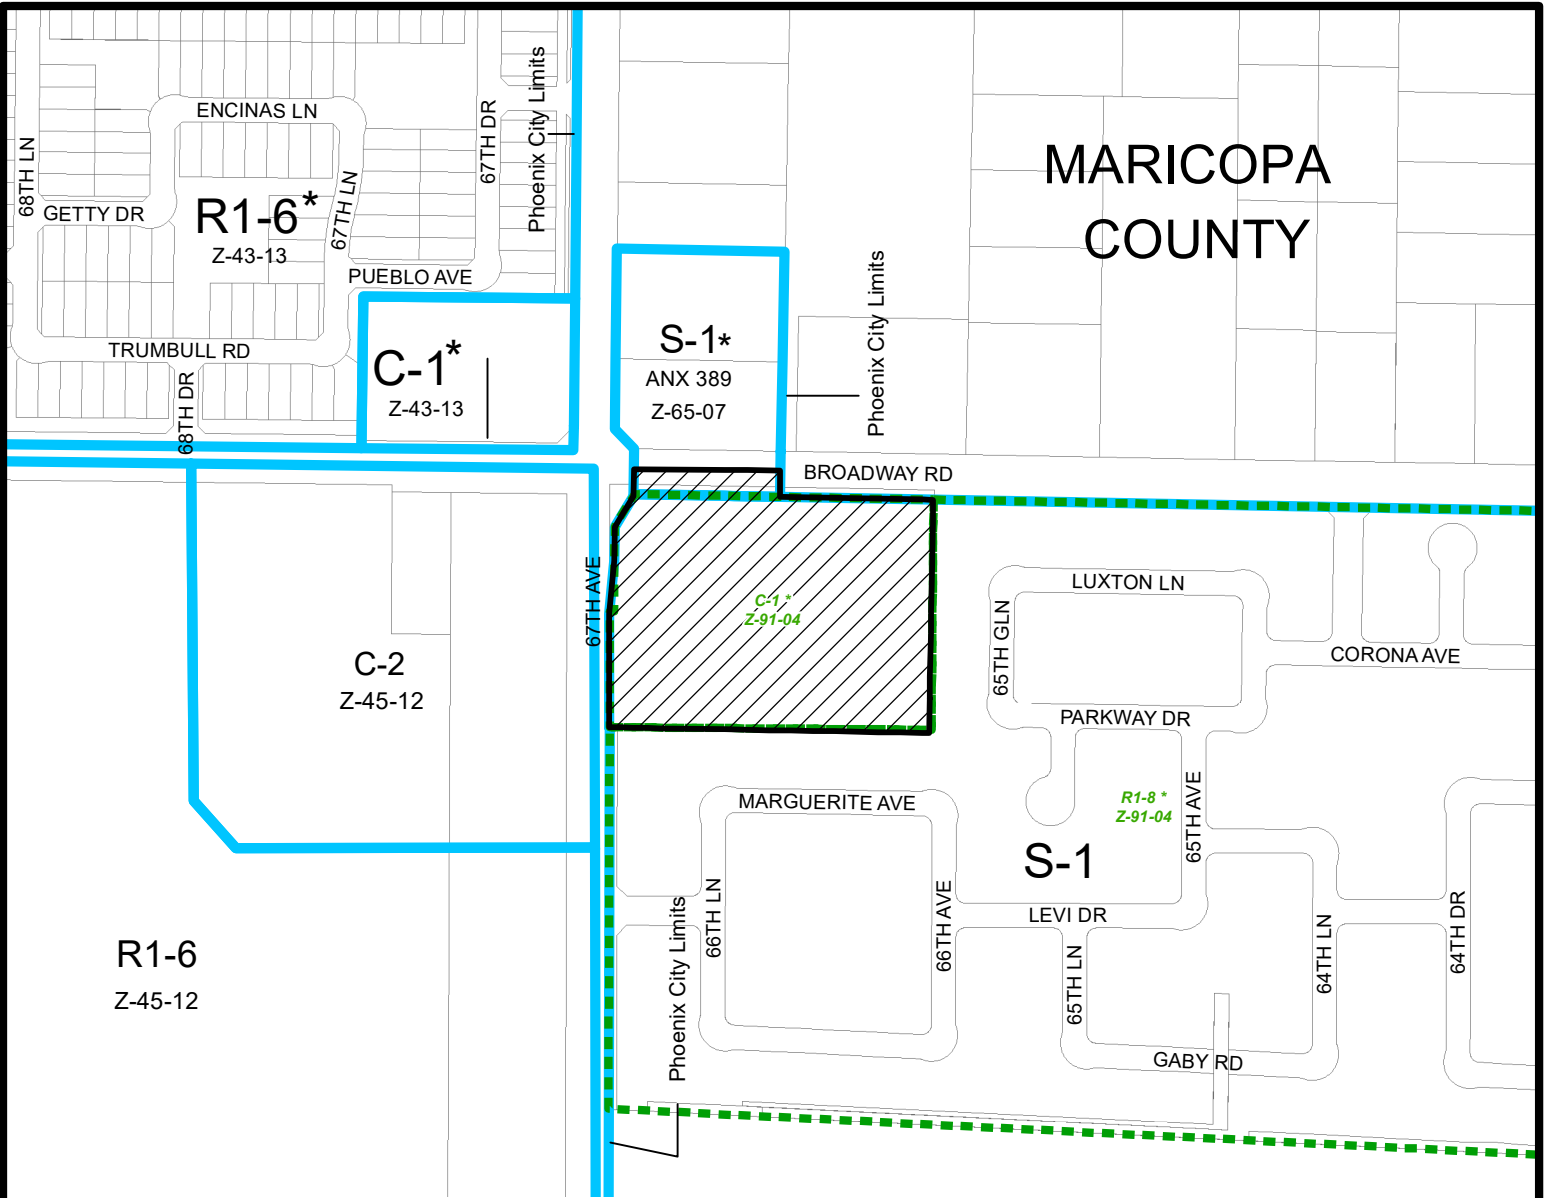 ENCINAS LN
68TH LN
GETTY DR
R1-6*
Z-43-13
67TH LN
67TH DR
Phoenix City Limits
PUEBLO AVE
TRUMBULL RD
68TH DR
C-1*
Z-43-13
S-1*
ANX 389
Z-65-07
Phoenix City Limits
MARICOPA
COUNTY
BROADWAY RD
67TH AVE
C-1 *
Z-91-04
C-2
Z-45-12
LUXTON LN
65TH GLN
CORONA AVE
PARKWAY DR
MARGUERITE AVE
R1-8 *
Z-91-04
65TH AVE
S-1
66TH LN
66TH AVE
LEVI DR
65TH LN
64TH LN
64TH DR
Phoenix City Limits
R1-6
Z-45-12
GABY RD